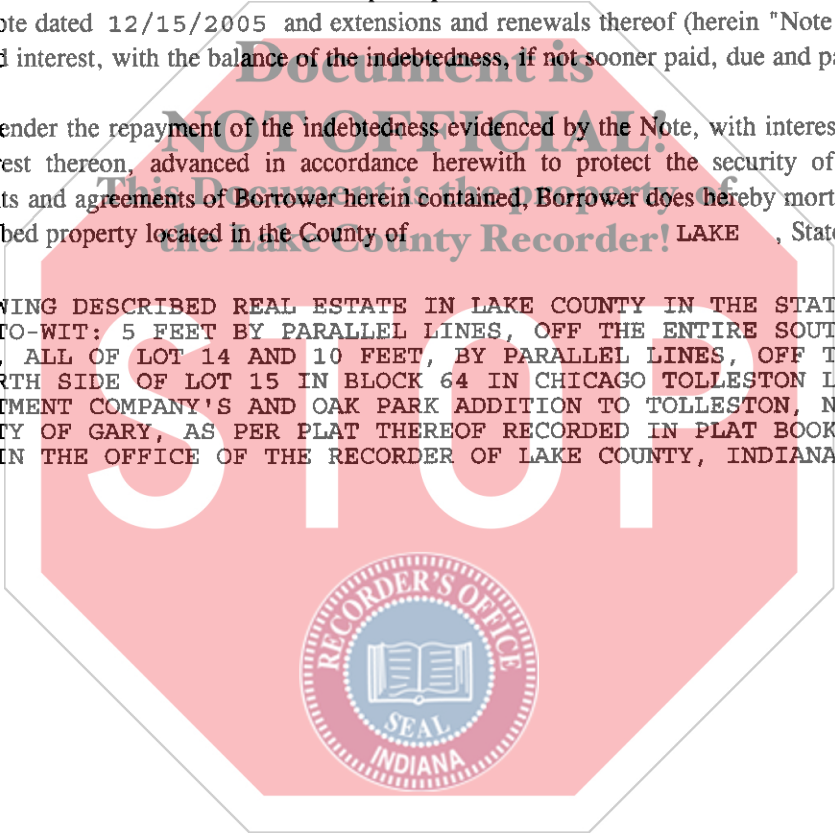 ote dated 12/15/2005 and extensions and renewals thereof (herein "Note
d interest, with the balance of the indebtedness, if not sooner paid, due and pa
Document is
NOT OFFICIAL!
ender the repayment of the indebtedness evidenced by the Note, with interes
rest thereon, advanced in accordance herewith to protect the security of
This Document is the property of
ts and agreements of Borrower herein contained, Borrower does hereby mort
the Lake County Recorder!
bed property located in the County of LAKE , State
WING DESCRIBED REAL ESTATE IN LAKE COUNTY IN THE STAT
TO-WIT: 5 FEET BY PARALLEL LINES, OFF THE ENTIRE SOUT
, ALL OF LOT 14 AND 10 FEET, BY PARALLEL LINES, OFF T
RTH SIDE OF LOT 15 IN BLOCK 64 IN CHICAGO TOLLESTON L
TMENT COMPANY'S AND OAK PARK ADDITION TO TOLLESTON, N
TY OF GARY, AS PER PLAT THEREOF RECORDED IN PLAT BOOK
IN THE OFFICE OF THE RECORDER OF LAKE COUNTY, INDIANA
STOP
RECORDER'S OFFICE
SEAL
INDIANA